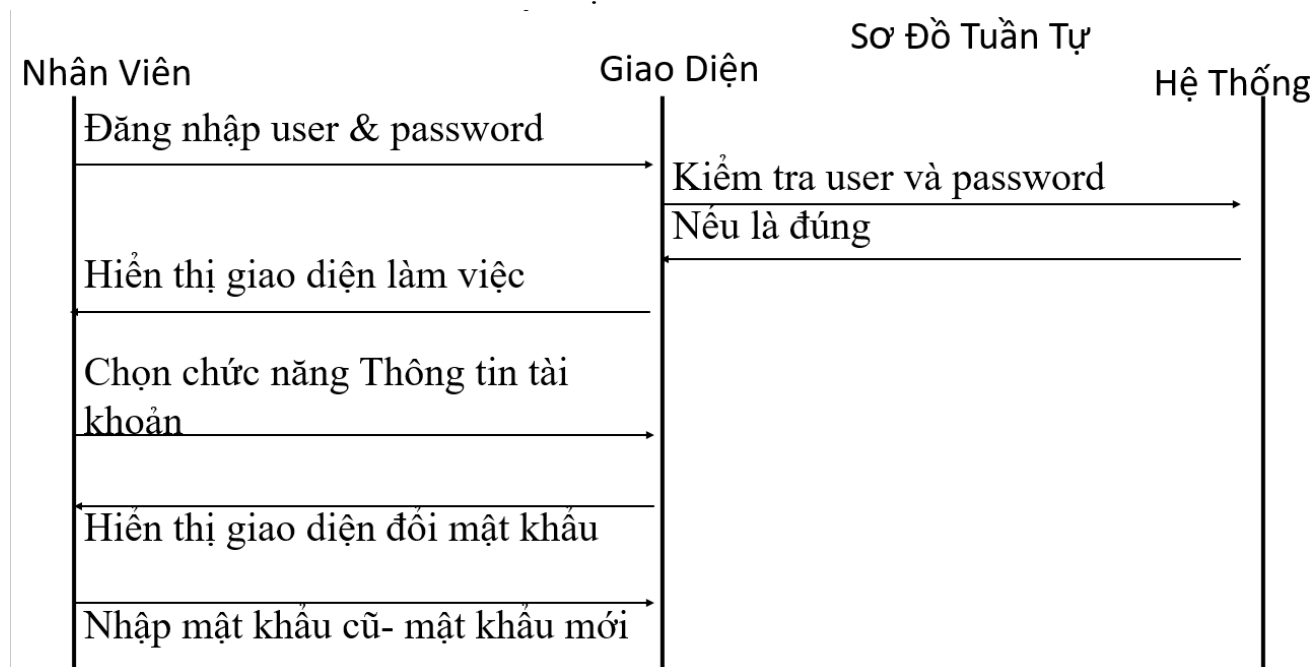 Sơ Đồ Tuần Tự
Nhân Viên
Giao Diện
Hệ Thống
Đăng nhập user & password
Kiểm tra user và password
Nếu là đúng
Hiển thị giao diện làm việc
Chọn chức năng Thông tin tài
khoản
Hiển thị giao diện đổi mật khẩu
Nhập mật khẩu cũ- mật khẩu mới